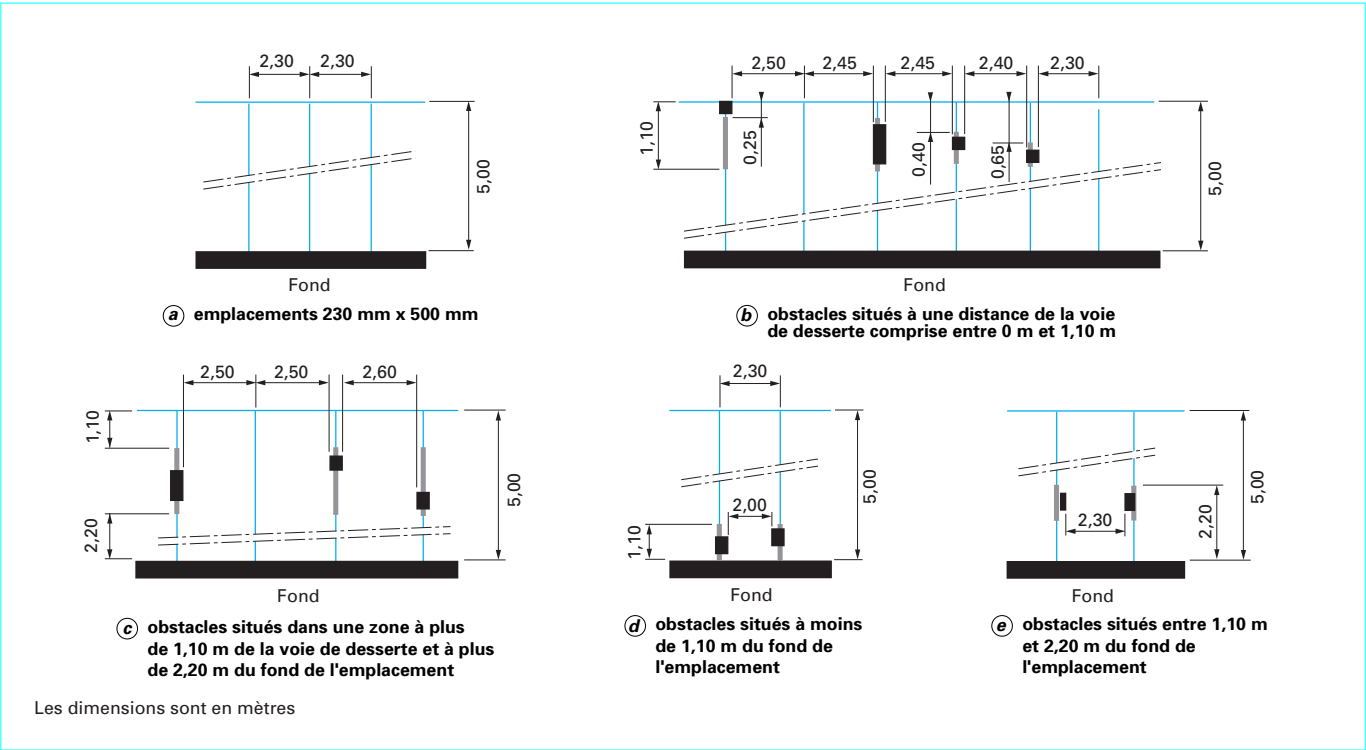 2,30 2,30
5,00
Fond
a emplacements 230 mm x 500 mm
2,50 2,45 2,45 2,40 2,30
1,10
0,25
0,40
0,65
5,00
Fond
b obstacles situés à une distance de la voie
de desserte comprise entre 0 m et 1,10 m
2,50 2,50 2,60
1,10
2,20
5,00
Fond
c obstacles situés dans une zone à plus
de 1,10 m de la voie de desserte et à plus
de 2,20 m du fond de l'emplacement
2,30
2,00
1,10
5,00
Fond
d obstacles situés à moins
de 1,10 m du fond de
l'emplacement
2,30
2,20
5,00
Fond
e obstacles situés entre 1,10 m
et 2,20 m du fond de
l'emplacement
Les dimensions sont en mètres